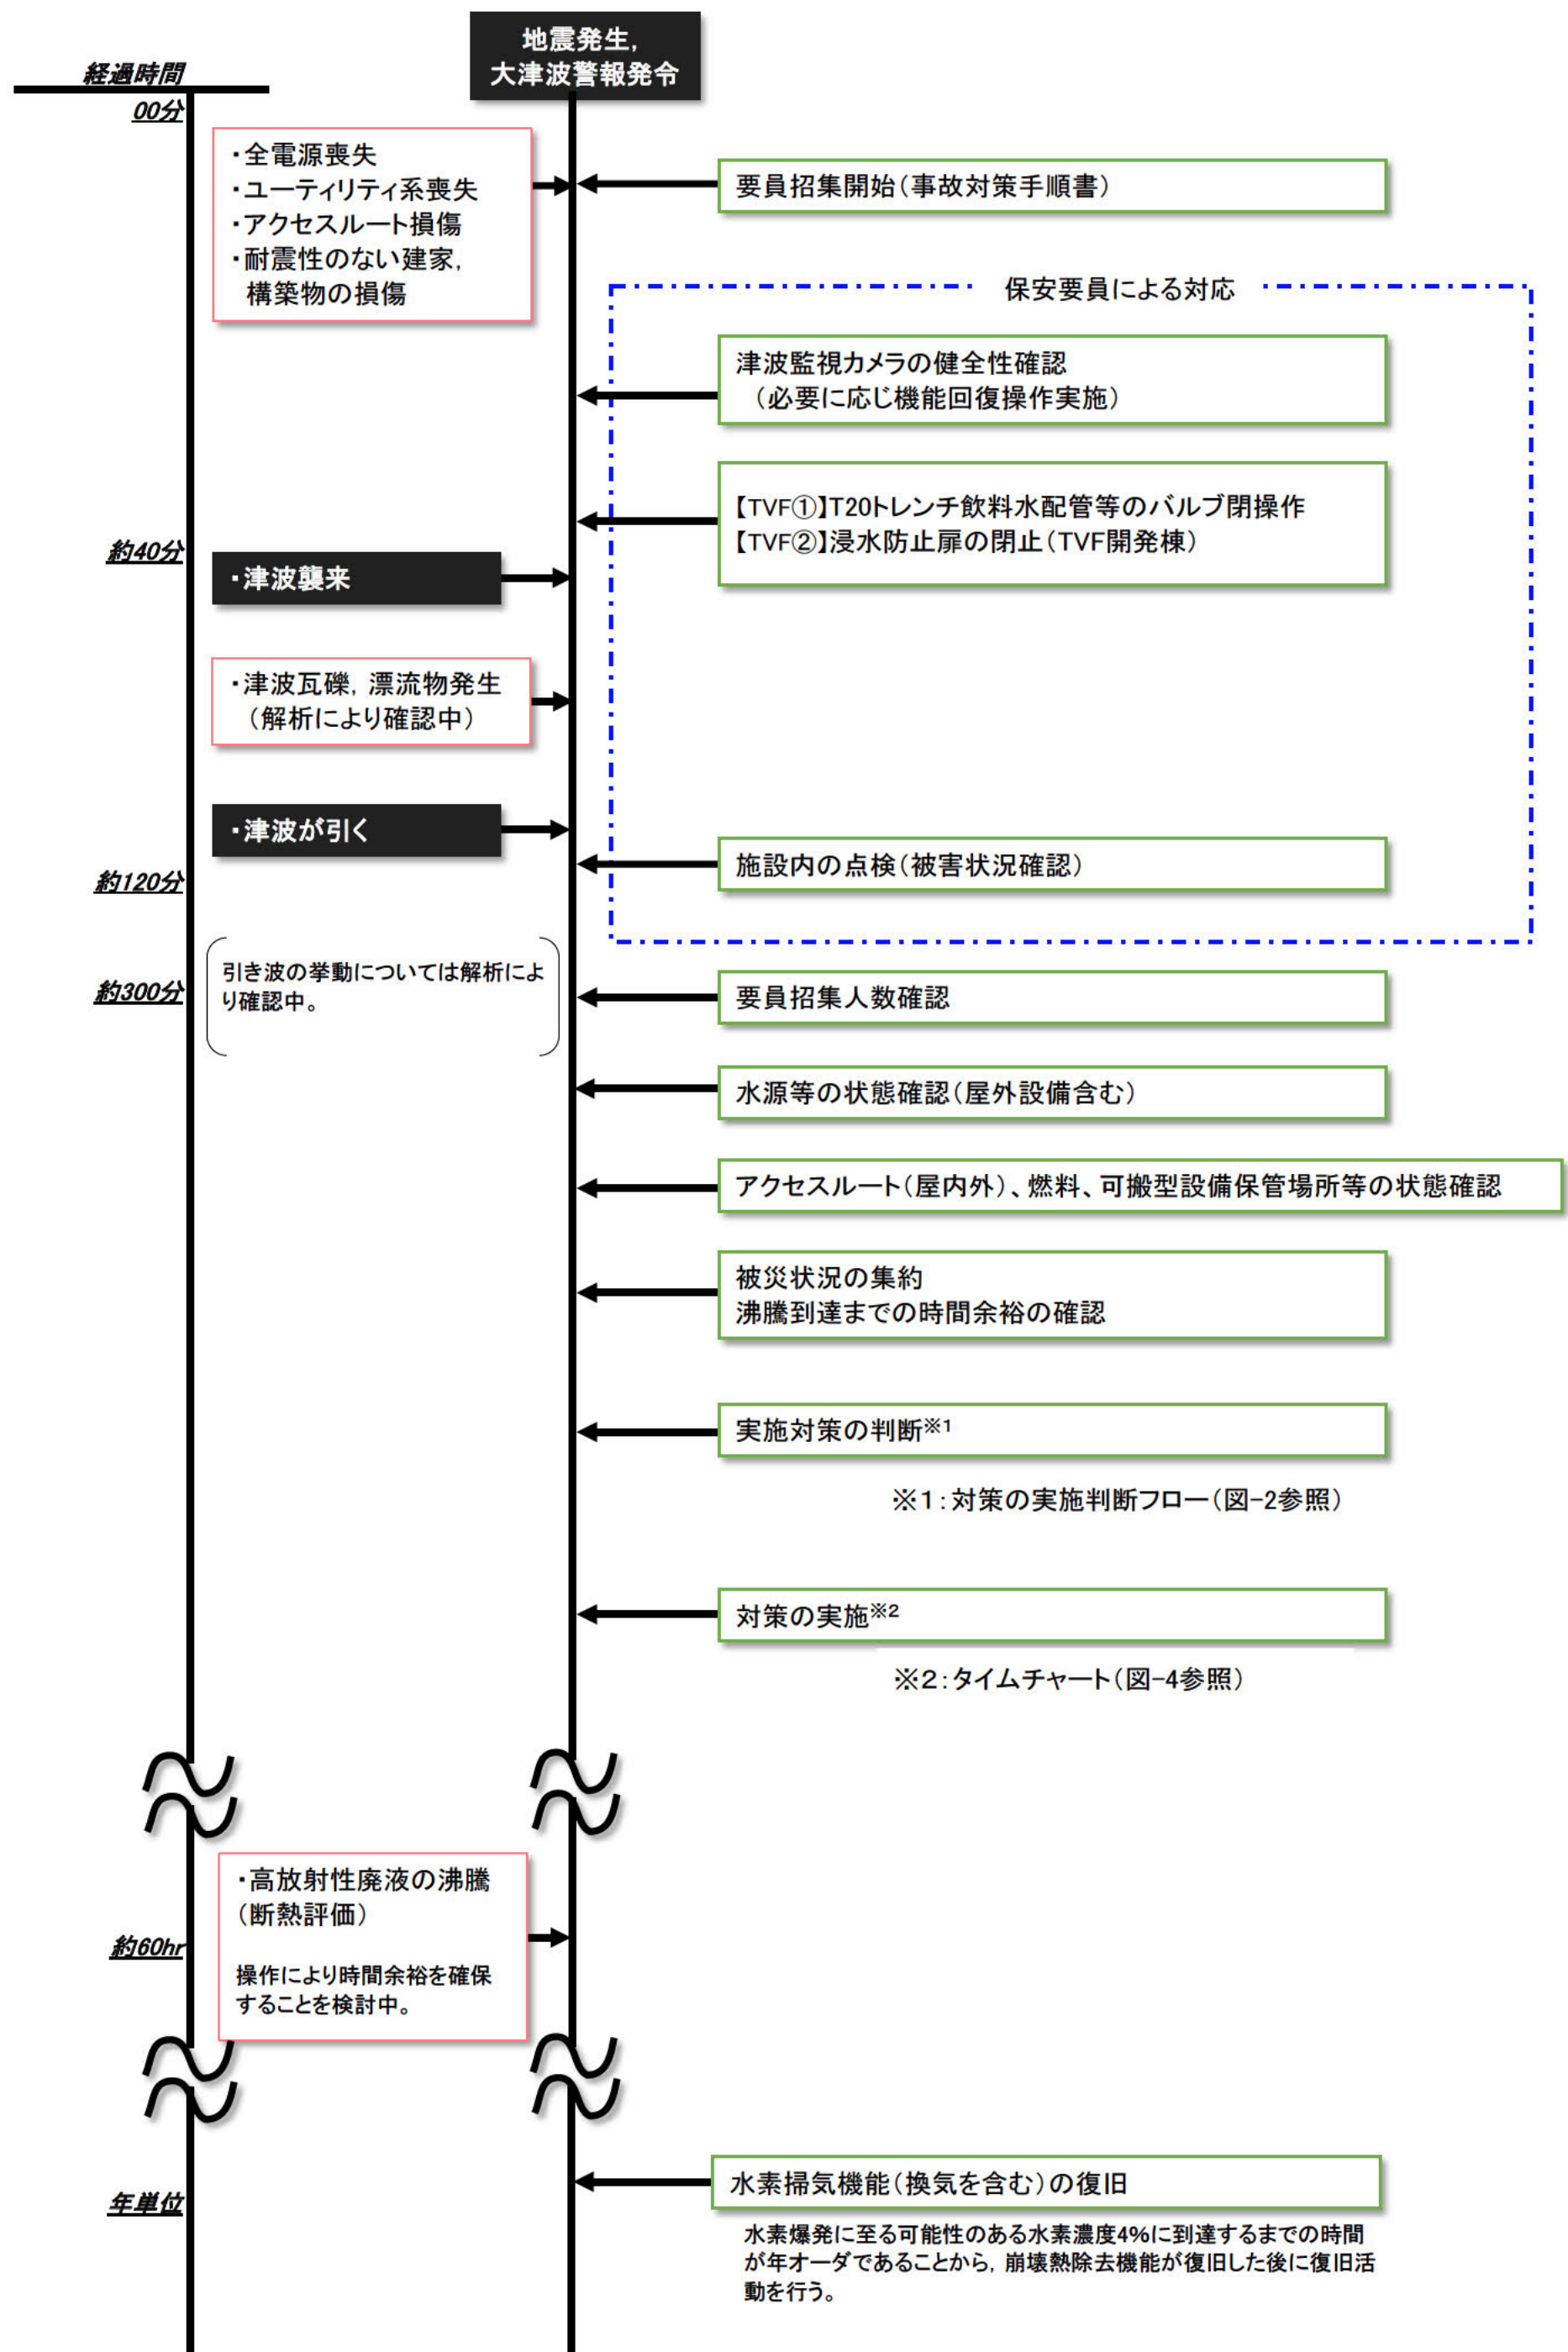 地震発生,
大津波警報発令
経過時間
00分
・全電源喪失
・ユーティリティ系喪失
・アクセスルート損傷
・耐震性のない建家,
構築物の損傷
要員招集開始(事故対策手順書)
保安要員による対応
津波監視カメラの健全性確認
(必要に応じ機能回復操作実施)
【TVF①】T20トレンチ飲料水配管等のバルブ閉操作
【TVF②】浸水防止扉の閉止(TVF開発棟)
約40分
・津波襲来
・津波瓦礫, 漂流物発生
(解析により確認中)
・津波が引く
施設内の点検(被害状況確認)
約120分
引き波の挙動については解析によ
り確認中。
約300分
要員招集人数確認
水源等の状態確認(屋外設備含む)
アクセスルート(屋内外)、燃料、可搬型設備保管場所等の状態確認
被災状況の集約
沸騰到達までの時間余裕の確認
実施対策の判断※1
※1:対策の実施判断フロー(図-2参照)
対策の実施※2
※2:タイムチャート(図-4参照)
・高放射性廃液の沸騰
(断熱評価)
操作により時間余裕を確保
することを検討中。
約60hr
水素掃気機能(換気を含む)の復旧
年単位
水素爆発に至る可能性のある水素濃度4%に到達するまでの時間
が年オーダであることから, 崩壊熱除去機能が復旧した後に復旧活
動を行う。